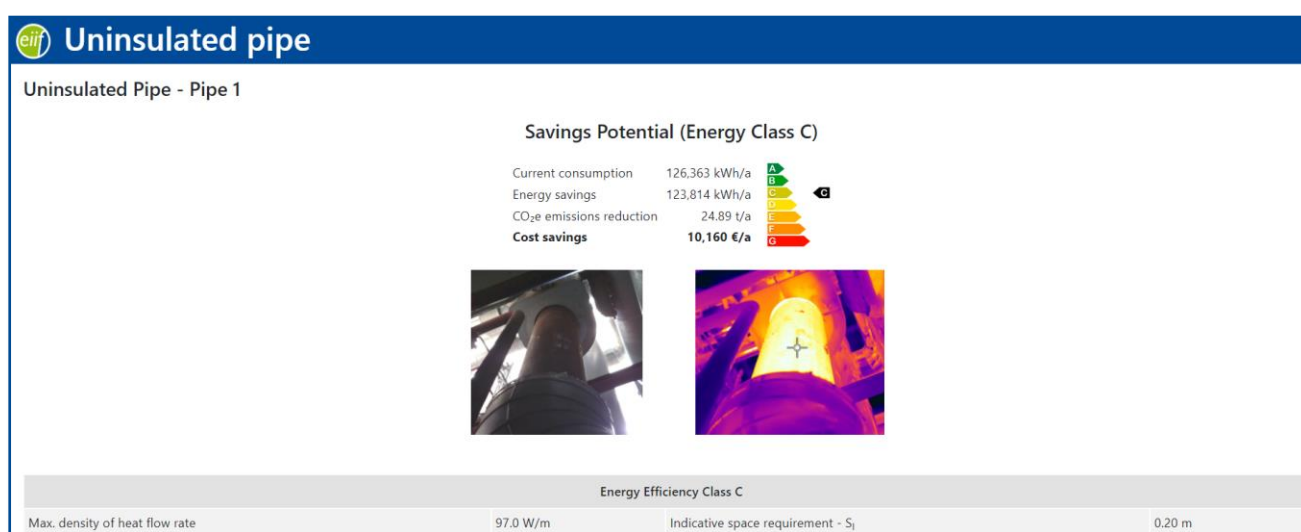 eiif Uninsulated pipe
Uninsulated Pipe - Pipe 1
Savings Potential (Energy Class C)
Current consumption 126,363 kWh/a
Energy savings 123,814 kWh/a
CO₂e emissions reduction 24.89 t/a
Cost savings 10,160 €/a
A
B
C C
D
E
F
G
Energy Efficiency Class C
Max. density of heat flow rate 97.0 W/m Indicative space requirement - S₁ 0.20 m